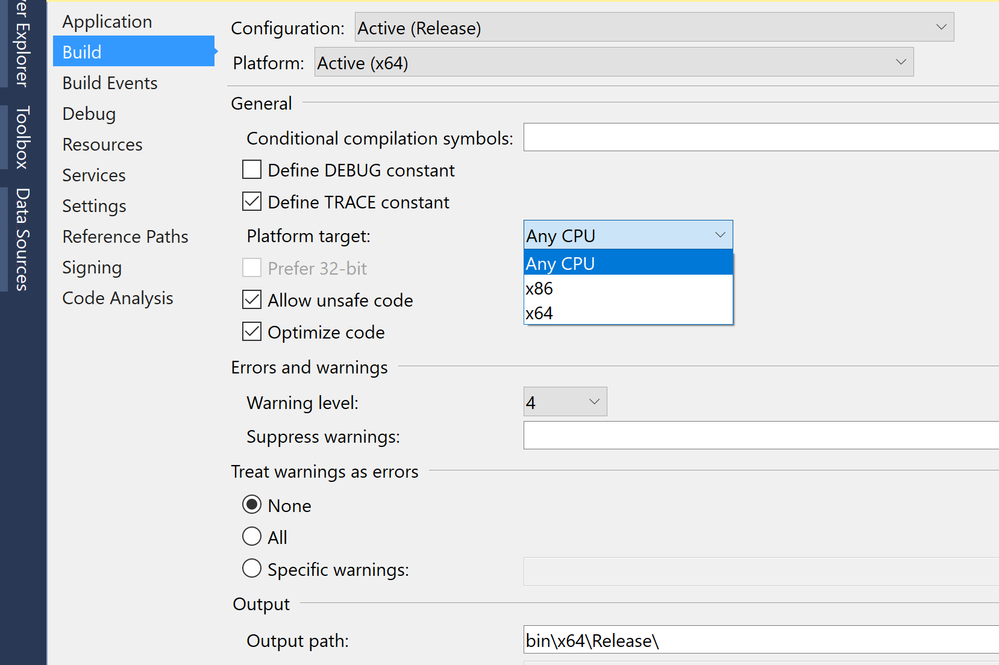 er Explorer
Toolbox
Data Sources
Application
Build
Build Events
Debug
Resources
Services
Settings
Reference Paths
Signing
Code Analysis
Configuration: Active (Release)
Platform: Active (x64)
General
Conditional compilation symbols:
Define DEBUG constant
Define TRACE constant
Platform target: Any CPU
Any CPU
x86
x64
Prefer 32-bit
Allow unsafe code
Optimize code
Errors and warnings
Warning level: 4
Suppress warnings:
Treat warnings as errors
None
All
Specific warnings:
Output
Output path: bin\x64\Release\